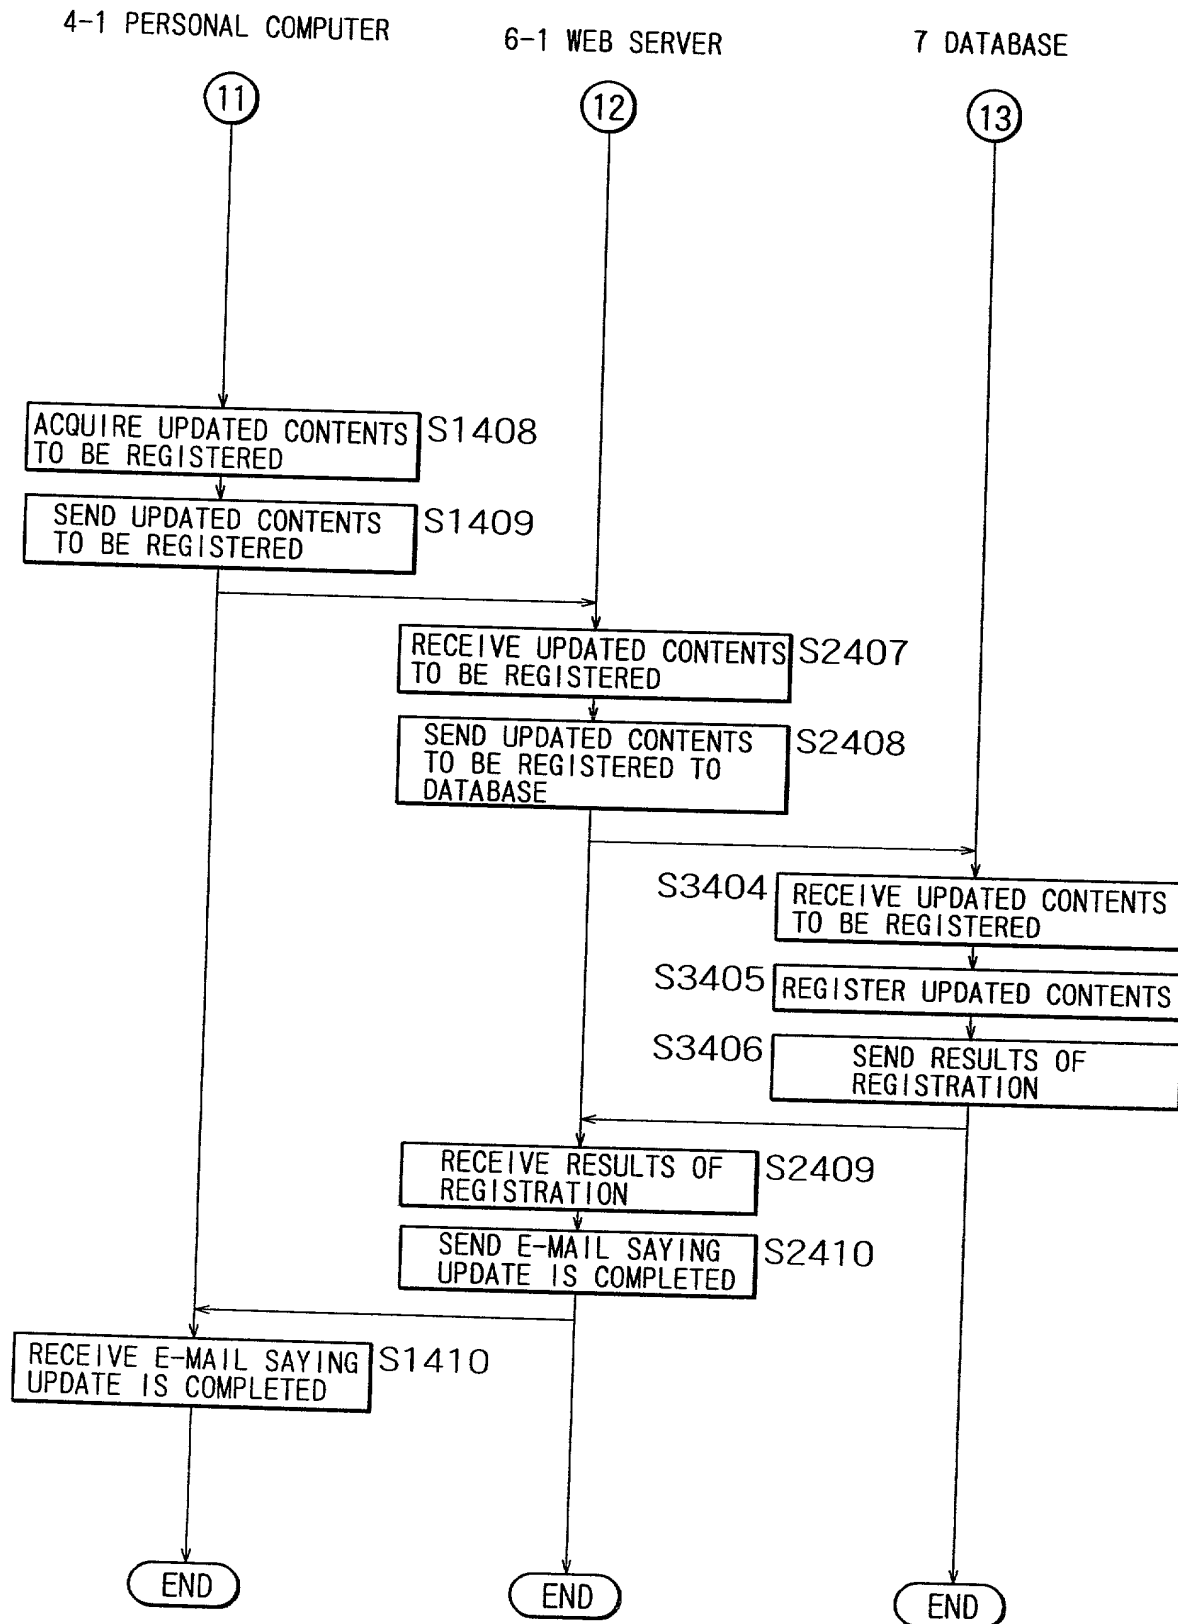 4-1 PERSONAL COMPUTER
6-1 WEB SERVER
7 DATABASE
11
12
13
ACQUIRE UPDATED CONTENTS
TO BE REGISTERED
S1408
SEND UPDATED CONTENTS
TO BE REGISTERED
S1409
RECEIVE UPDATED CONTENTS
TO BE REGISTERED
S2407
SEND UPDATED CONTENTS
TO BE REGISTERED TO
DATABASE
S2408
S3404
RECEIVE UPDATED CONTENTS
TO BE REGISTERED
S3405
REGISTER UPDATED CONTENTS
S3406
SEND RESULTS OF
REGISTRATION
RECEIVE RESULTS OF
REGISTRATION
S2409
SEND E-MAIL SAYING
UPDATE IS COMPLETED
S2410
RECEIVE E-MAIL SAYING
UPDATE IS COMPLETED
S1410
END
END
END